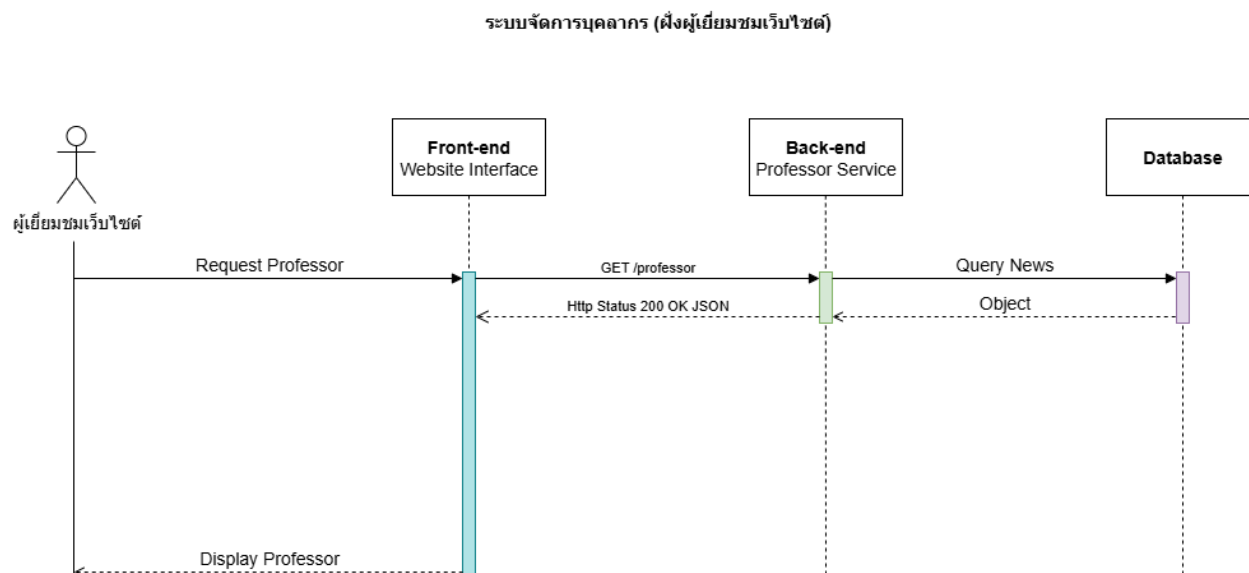 ระบบจัดการบุคลากร (ฝั่งผู้เยี่ยมชมเว็บไซต์)
Front-end
Website Interface
Back-end
Professor Service
Database
ผู้เยี่ยมชมเว็บไซต์
Request Professor
GET /professor
Query News
Http Status 200 OK JSON
Object
Display Professor